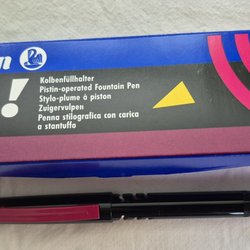 n
!
Kolbenfüllhalter
Pistin-operated Fountain Pen
Stylo-plume à piston
Zuigervulpen
Penna stilografica con carica
a stantuffo